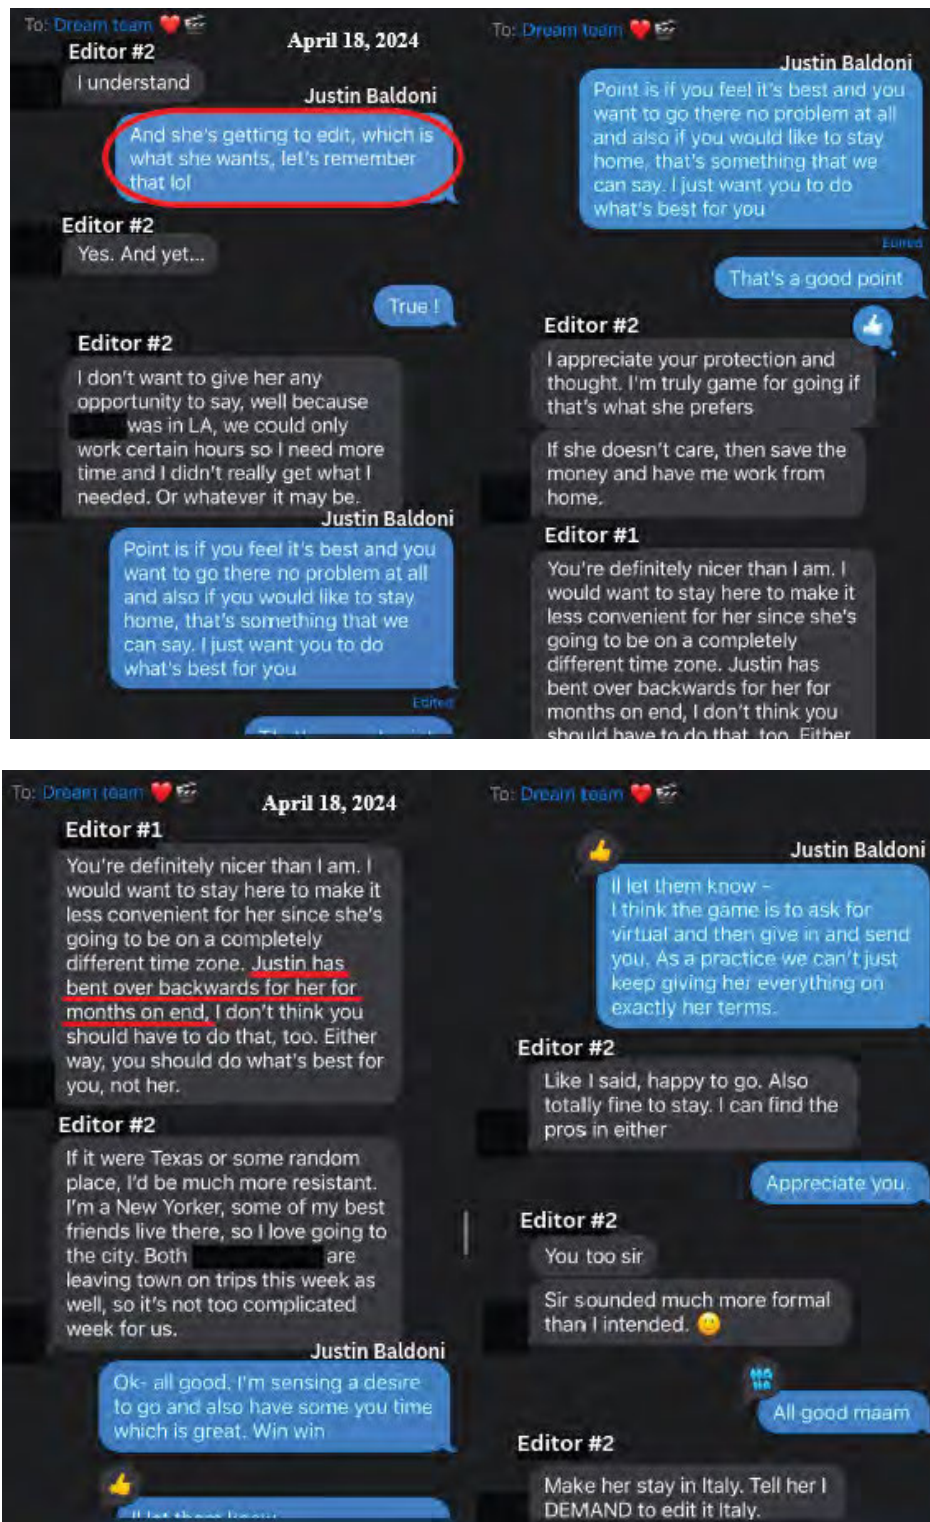 To: Dream team ❤️🎬
April 18, 2024
Editor #2
I understand
Justin Baldoni
And she's getting to edit, which is
what she wants, let's remember
that lol
Editor #2
Yes. And yet...
True !
Editor #2
I don't want to give her any
opportunity to say, well because
was in LA, we could only
work certain hours so I need more
time and I didn't really get what I
needed. Or whatever it may be.
Justin Baldoni
Point is if you feel it's best and you
want to go there no problem at all
and also if you would like to stay
home, that's something that we
can say. I just want you to do
what's best for you
Edited
To: Dream team ❤️🎬
Justin Baldoni
Point is if you feel it's best and you
want to go there no problem at all
and also if you would like to stay
home, that's something that we
can say. I just want you to do
what's best for you
Edited
That's a good point
Editor #2
I appreciate your protection and
thought. I'm truly game for going if
that's what she prefers
If she doesn't care, then save the
money and have me work from
home.
Editor #1
You're definitely nicer than I am. I
would want to stay here to make it
less convenient for her since she's
going to be on a completely
different time zone. Justin has
bent over backwards for her for
months on end, I don't think you
should have to do that, too. Either
To: Dream team ❤️🎬
April 18, 2024
Editor #1
You're definitely nicer than I am. I
would want to stay here to make it
less convenient for her since she's
going to be on a completely
different time zone. Justin has
bent over backwards for her for
months on end, I don't think you
should have to do that, too. Either
way, you should do what's best for
you, not her.
Editor #2
If it were Texas or some random
place, I'd be much more resistant.
I'm a New Yorker, some of my best
friends live there, so I love going to
the city. Both are
leaving town on trips this week as
well, so it's not too complicated
week for us.
Justin Baldoni
Ok- all good. I'm sensing a desire
to go and also have some you time
which is great. Win win
Il let them know
To: Dream team ❤️🎬
Justin Baldoni
Il let them know –
I think the game is to ask for
virtual and then give in and send
you. As a practice we can't just
keep giving her everything on
exactly her terms.
Editor #2
Like I said, happy to go. Also
totally fine to stay. I can find the
pros in either
Appreciate you.
Editor #2
You too sir
Sir sounded much more formal
than I intended. 🙂
HA HA
All good maam
Editor #2
Make her stay in Italy. Tell her I
DEMAND to edit it Italy.